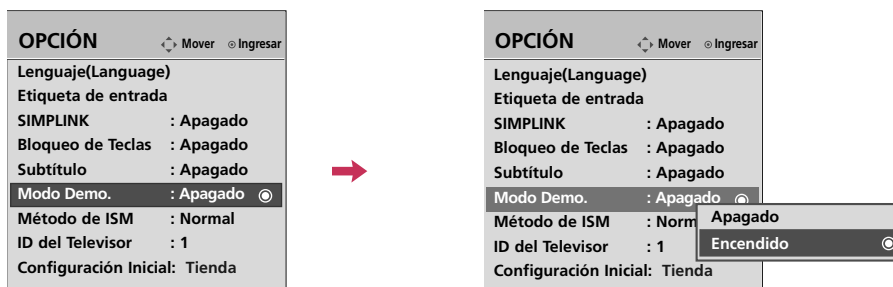 OPCIÓN Mover Ingresar
Lenguaje(Language)
Etiqueta de entrada
SIMPLINK : Apagado
Bloqueo de Teclas : Apagado
Subtítulo : Apagado
Modo Demo. : Apagado
Método de ISM : Normal
ID del Televisor : 1
Configuración Inicial: Tienda
OPCIÓN Mover Ingresar
Lenguaje(Language)
Etiqueta de entrada
SIMPLINK : Apagado
Bloqueo de Teclas : Apagado
Subtítulo : Apagado
Modo Demo. : Apagado
Método de ISM : Norm
ID del Televisor : 1
Configuración Inicial: Tienda
Apagado
Encendido